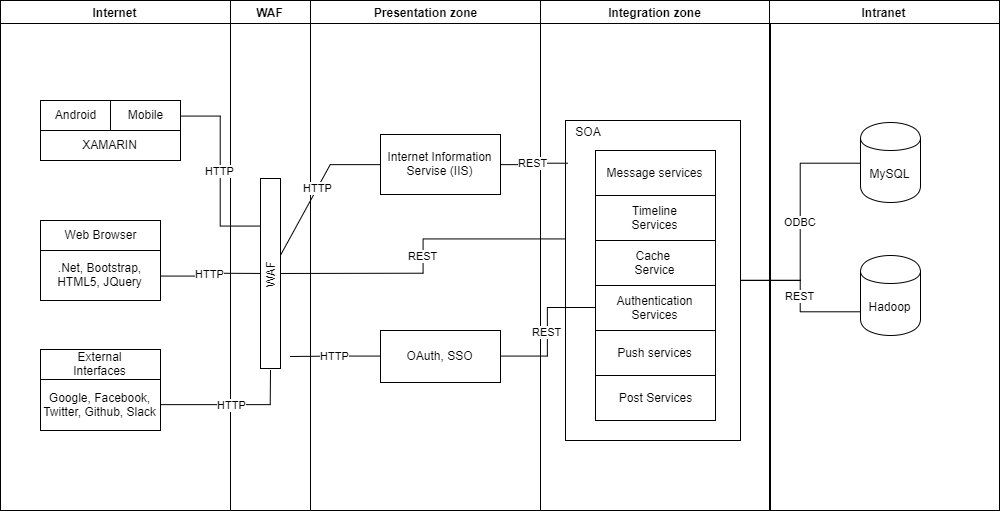 Internet
WAF
Presentation zone
Integration zone
Intranet
Android
Mobile
XAMARIN
HTTP
Web Browser
.Net, Bootstrap,
HTML5, JQuery
HTTP
External
Interfaces
Google, Facebook,
Twitter, Github, Slack
HTTP
WAF
HTTP
Internet Information
Servise (IIS)
REST
REST
HTTP
OAuth, SSO
REST
SOA
Message services
Timeline
Services
Cache
Service
Authentication
Services
Push services
Post Services
ODBC
REST
MySQL
Hadoop